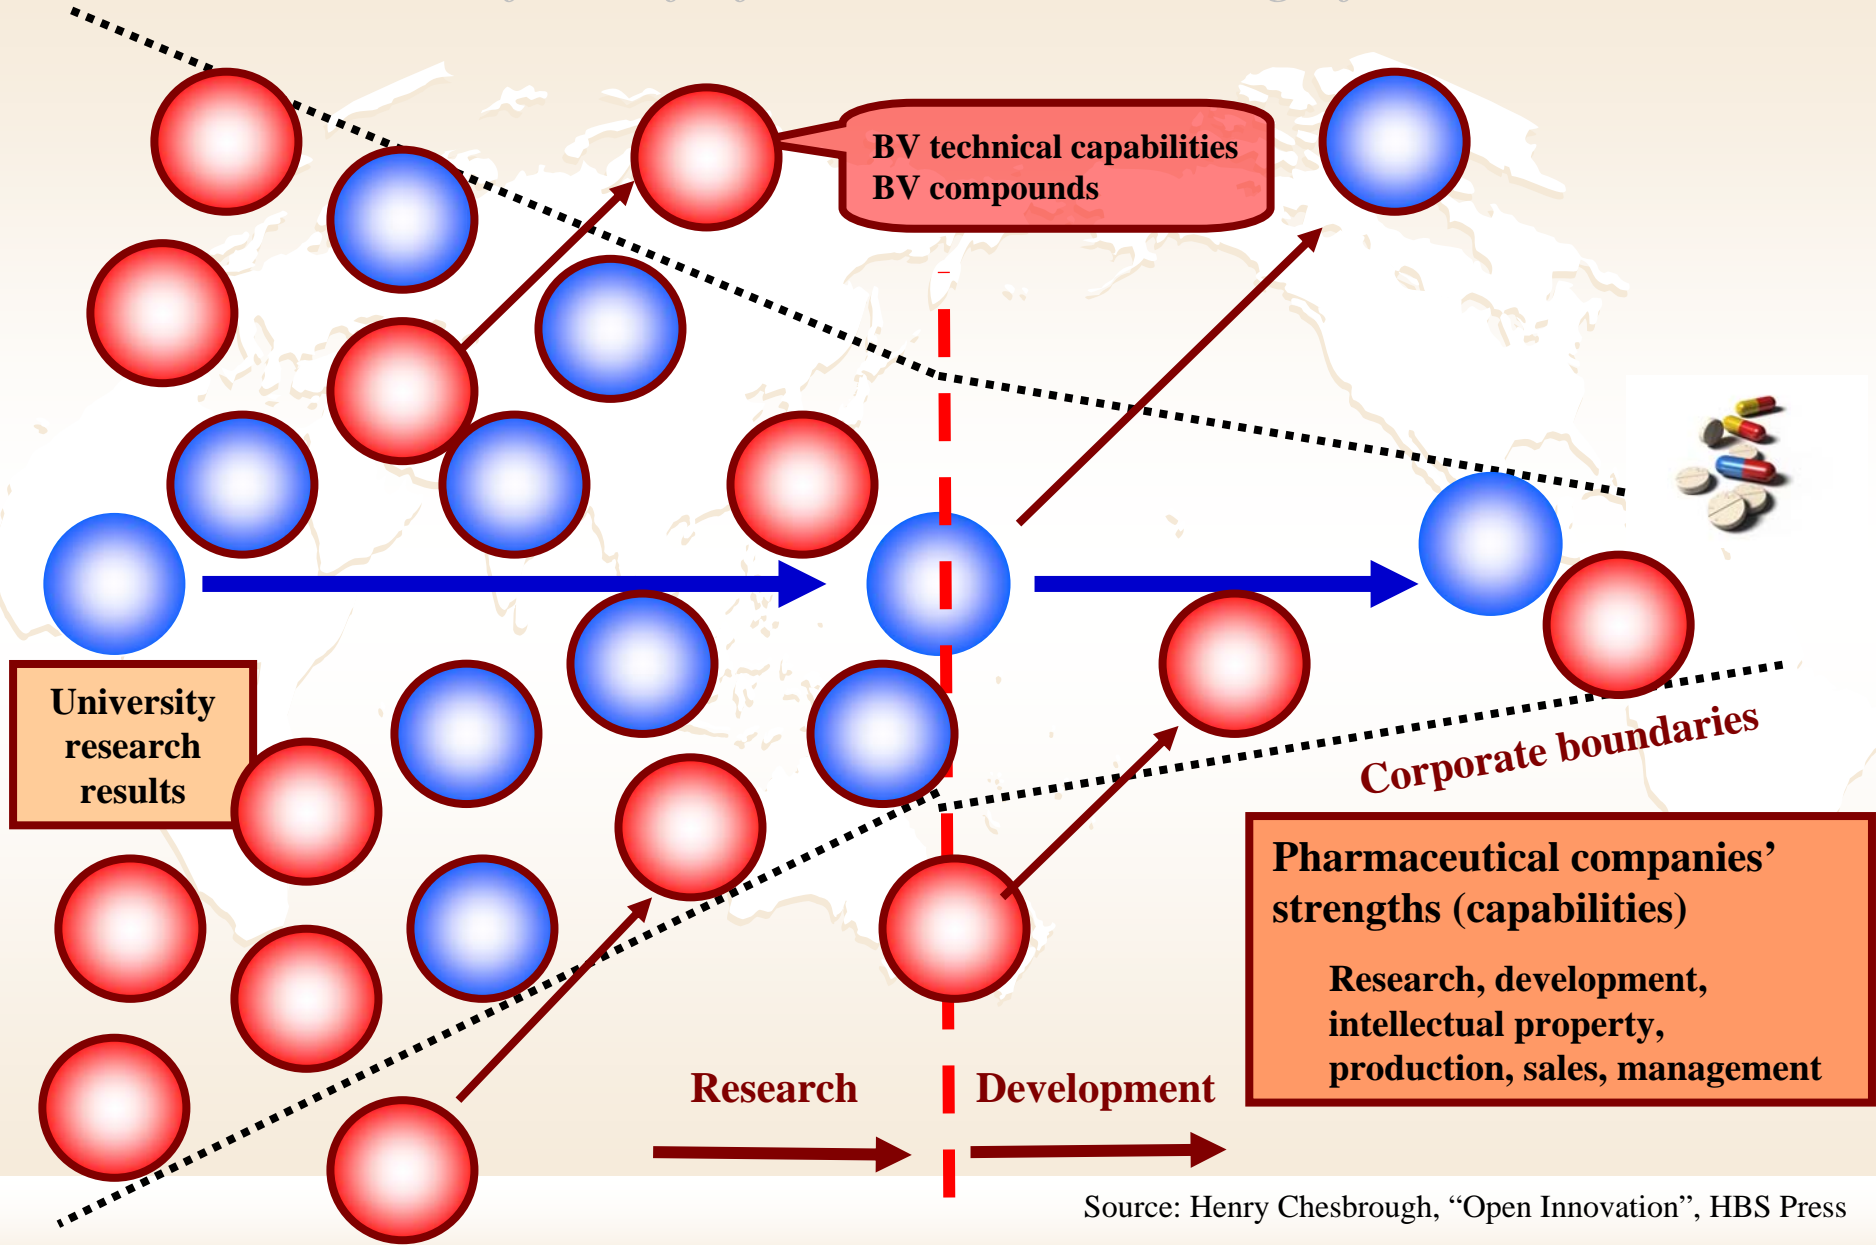 BV technical capabilities
BV compounds
University
research
results
Corporate boundaries
Pharmaceutical companies’
strengths (capabilities)
Research, development,
intellectual property,
production, sales, management
Research
Development
Source: Henry Chesbrough, “Open Innovation”, HBS Press